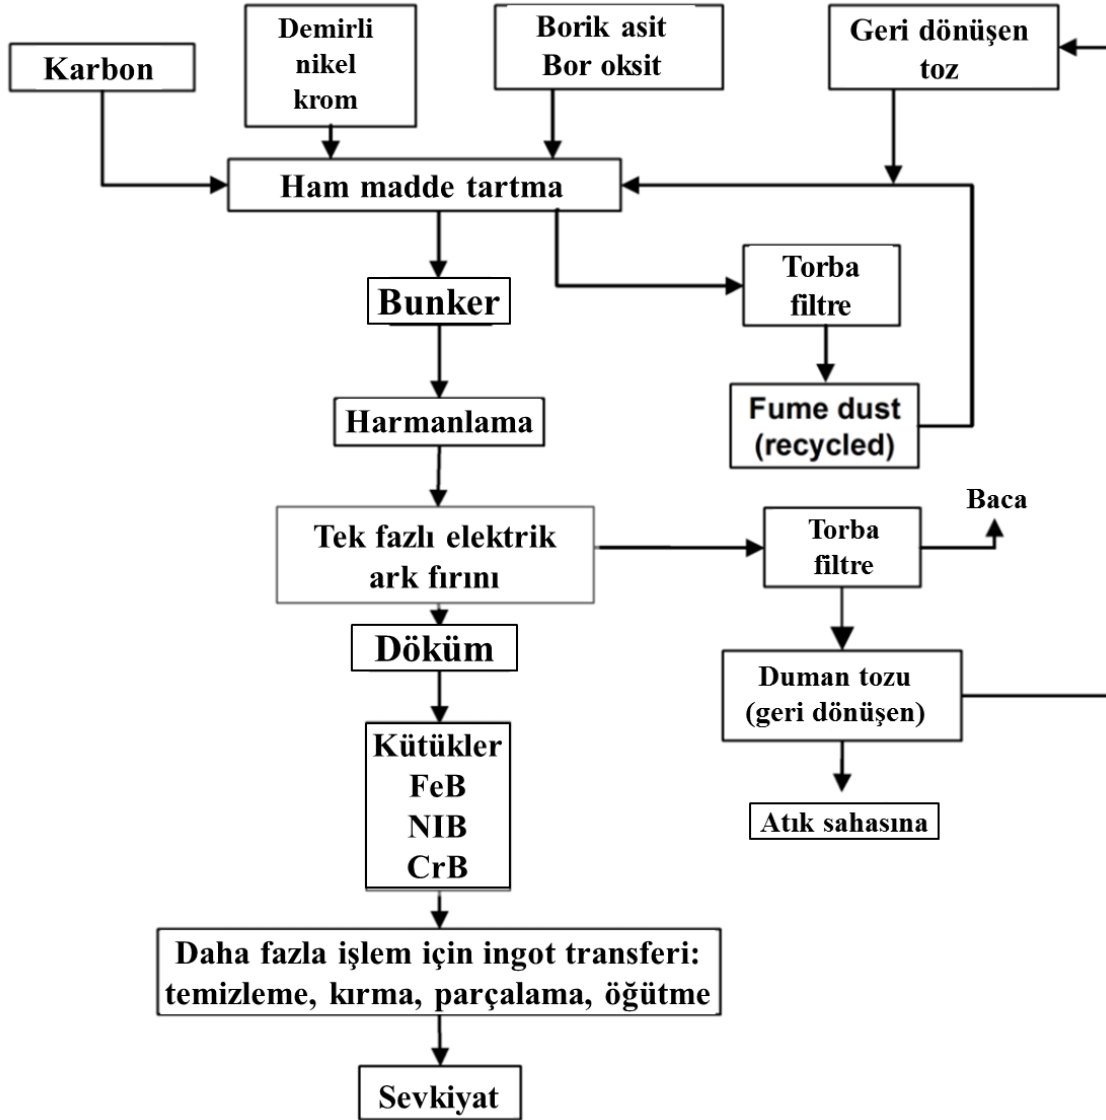 Karbon
Demirli
nikel
krom
Borik asit
Bor oksit
Geri dönüşen
toz
Ham madde tartma
Bunker
Torba
filtre
Harmanlama
Fume dust
(recycled)
Tek fazlı elektrik
ark fırını
Torba
filtre
Baca
Döküm
Duman tozu
(geri dönüşen)
Kütükler
FeB
NIB
CrB
Atık sahasına
Daha fazla işlem için ingot transferi:
temizleme, kırma, parçalama, öğütme
Sevkiyat